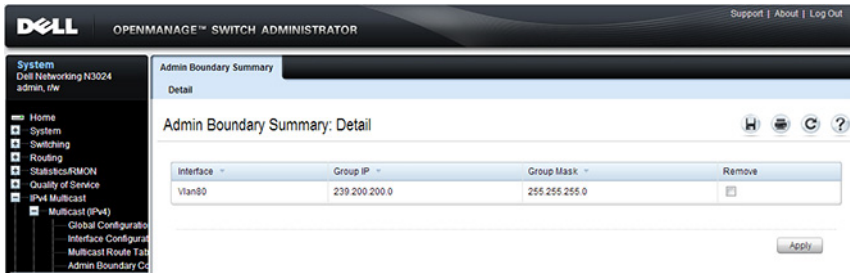 Support | About | Log Out
DELL OPENMANAGE™ SWITCH ADMINISTRATOR
System
Dell Networking N3024
admin, r/w
Home
System
Switching
Routing
Statistics/RMON
Quality of Service
IPv4 Multicast
Multicast (IPv4)
Global Configuratio
Interface Configurat
Multicast Route Tab
Admin Boundary Co
Admin Boundary Summary
Detail
Admin Boundary Summary: Detail
Interface Group IP Group Mask Remove
Vlan80 239.200.200.0 255.255.255.0
Apply